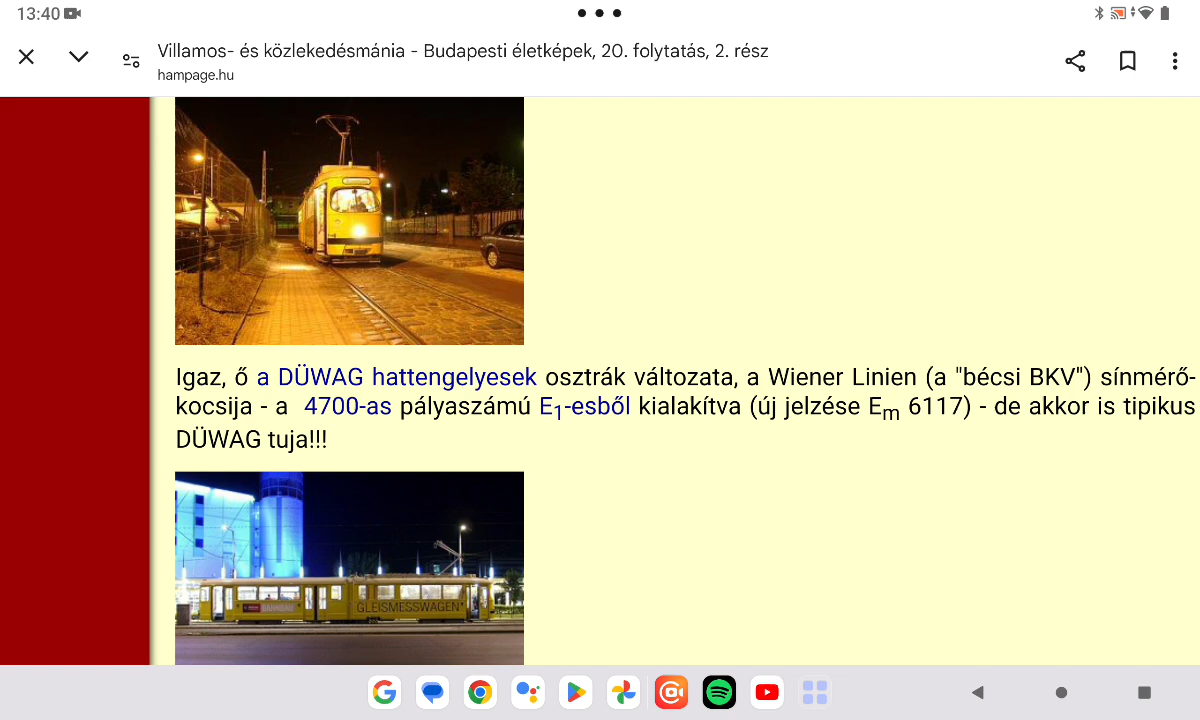 13:40
Villamos- és közlekedésmánia - Budapesti életképek, 20. folytatás, 2. rész
hampage.hu
Igaz, ő a DÜWAG hattengelyesek osztrák változata, a Wiener Linien (a "bécsi BKV") sínmérő-
kocsija - a 4700-as pályaszámú E1-esből kialakítva (új jelzése Em 6117) - de akkor is tipikus
DÜWAG tuja!!!
GLEISMESSWAGEN